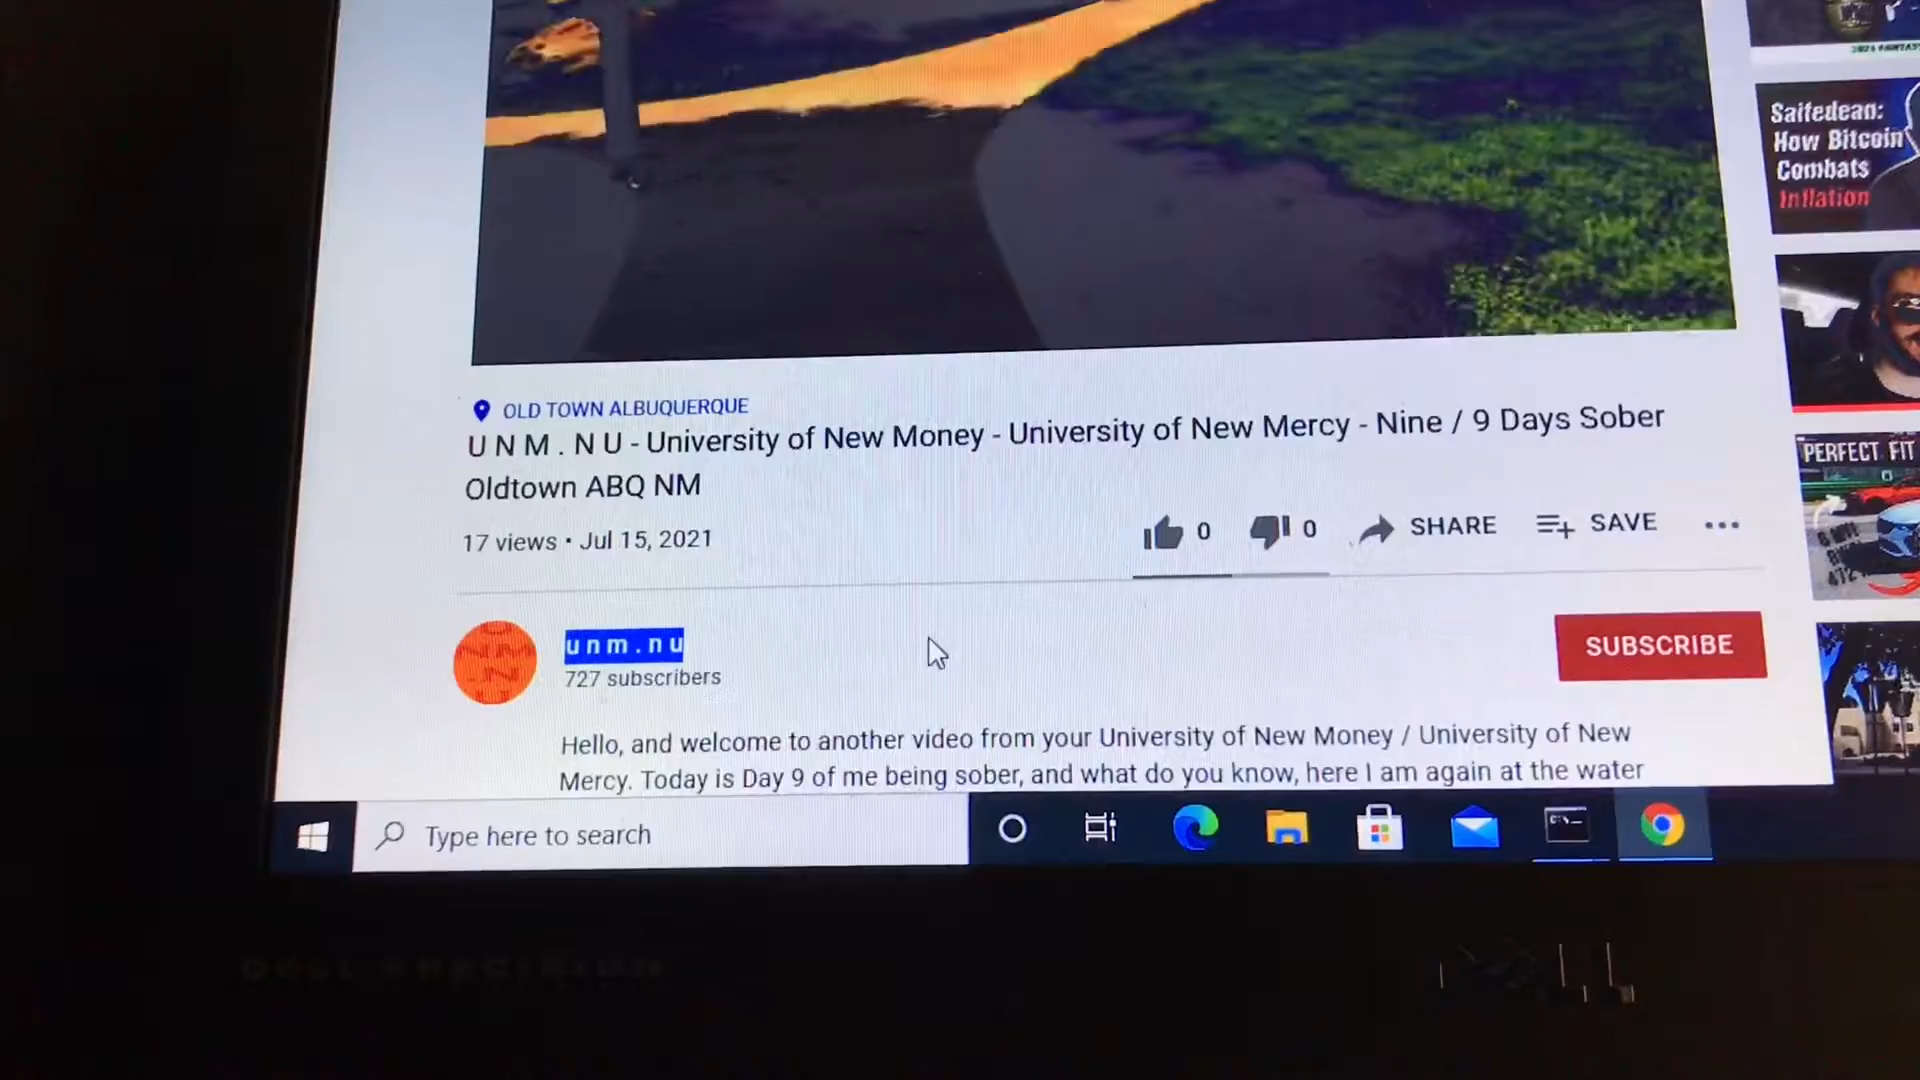 Saifedean:
How Bitcoin
Combats
Inflation
OLD TOWN ALBUQUERQUE
U N M . N U - University of New Money - University of New Mercy - Nine / 9 Days Sober
Oldtown ABQ NM
17 views • Jul 15, 2021
0
0
SHARE
SAVE
PERFECT FIT
u n m . n u
727 subscribers
SUBSCRIBE
Hello, and welcome to another video from your University of New Money / University of New
Mercy. Today is Day 9 of me being sober, and what do you know, here I am again at the water
Type here to search